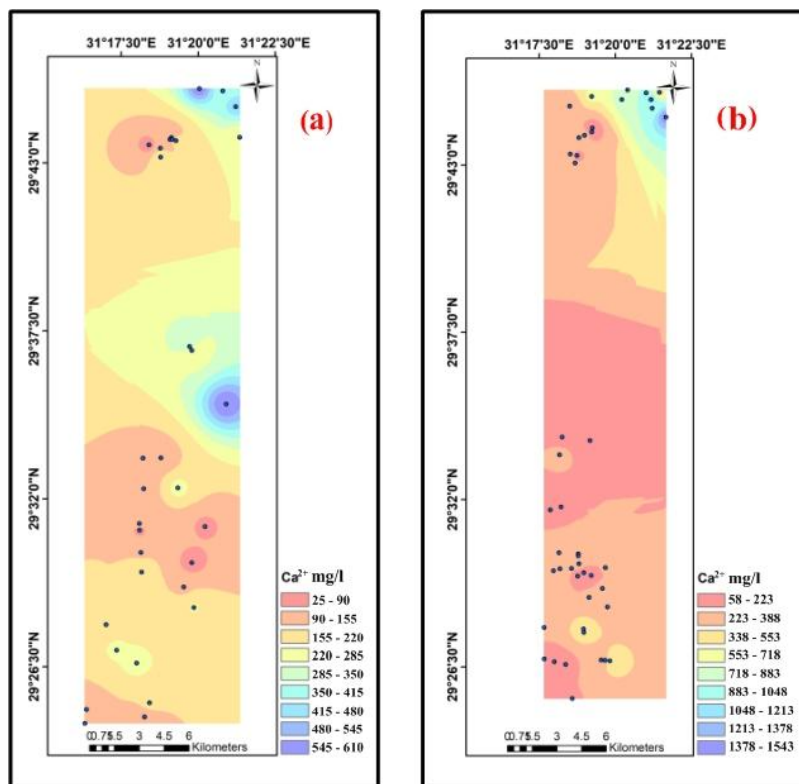 31°17'30"E 31°20'0"E 31°22'30"E
N
(a)
29°43'0"N
29°37'30"N
29°32'0"N
29°26'30"N
Ca²⁺ mg/l
25 - 90
90 - 155
155 - 220
220 - 285
285 - 350
350 - 415
415 - 480
480 - 545
545 - 610
0 0.75 1.5 3 4.5 6
Kilometers
31°17'30"E 31°20'0"E 31°22'30"E
N
(b)
29°43'0"N
29°37'30"N
29°32'0"N
29°26'30"N
Ca²⁺ mg/l
58 - 223
223 - 388
338 - 553
553 - 718
718 - 883
883 - 1048
1048 - 1213
1213 - 1378
1378 - 1543
0 0.75 1.5 3 4.5 6
Kilometers